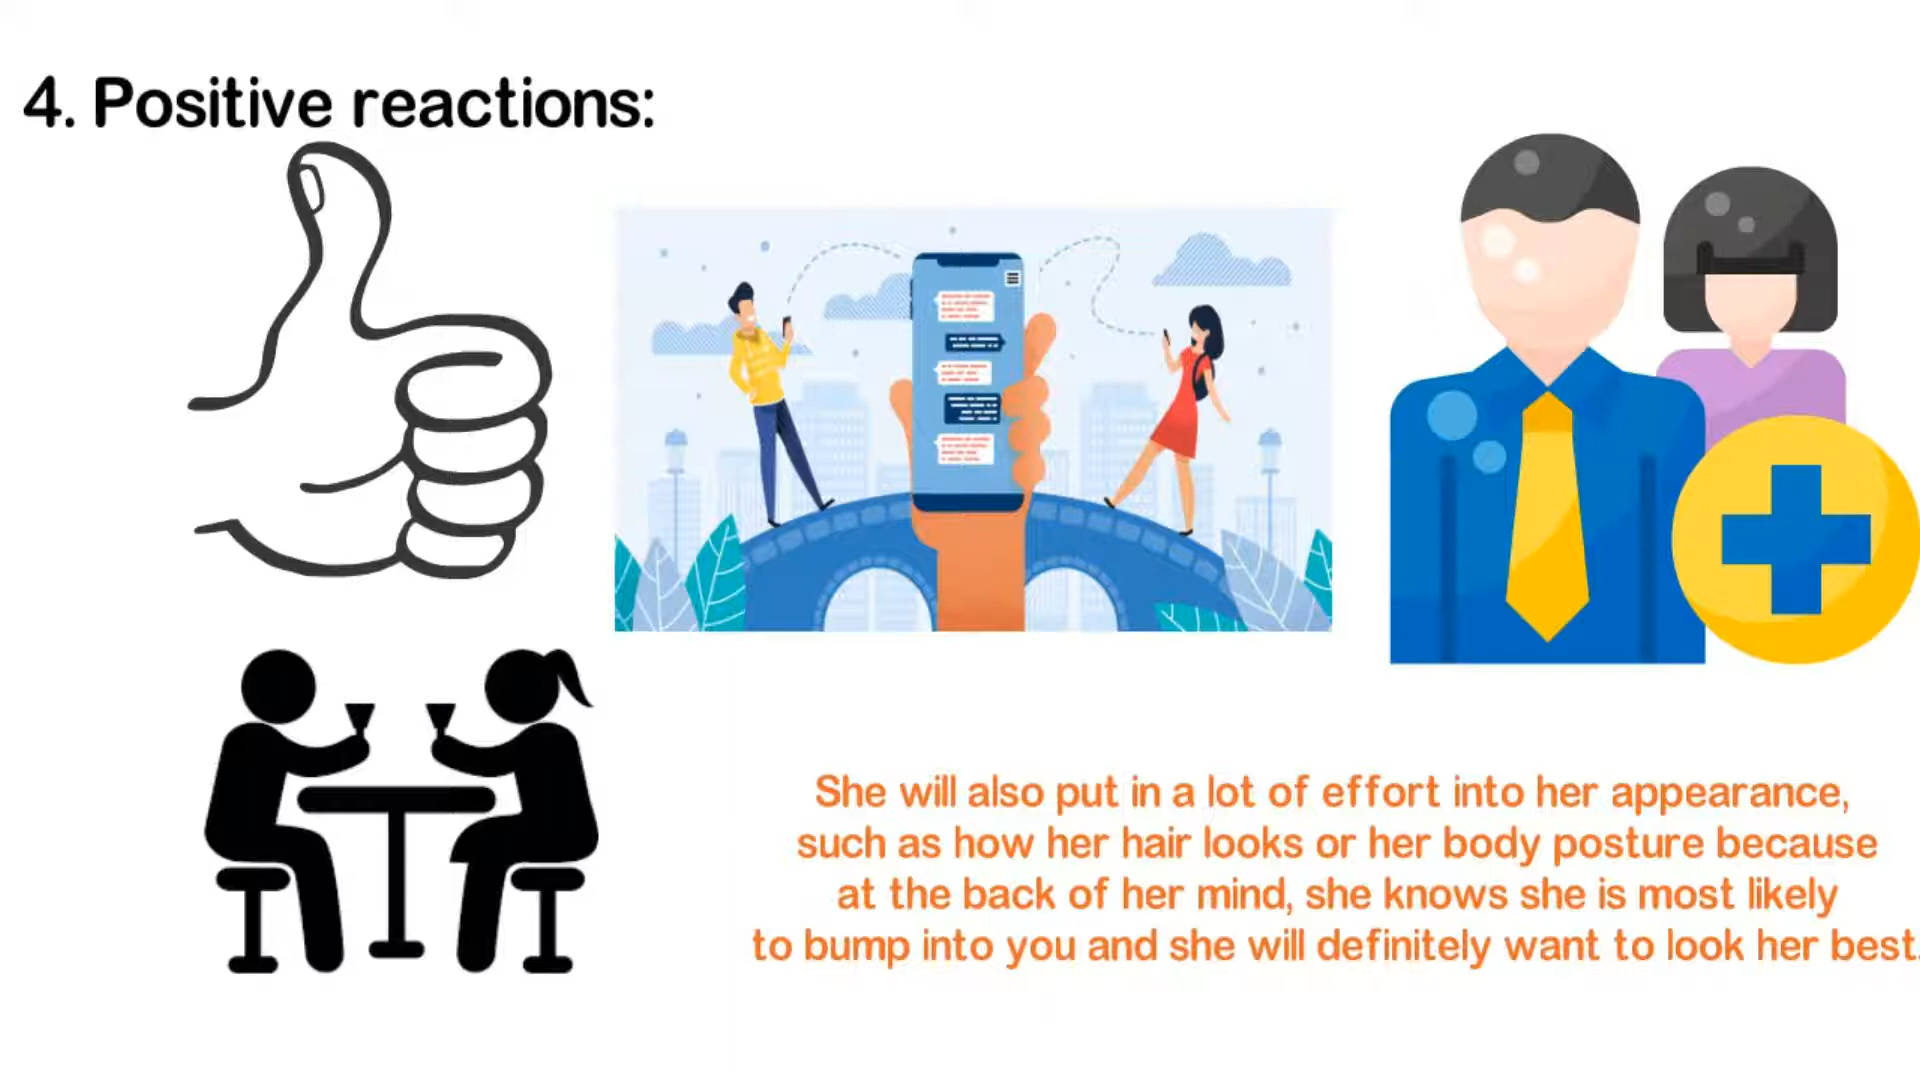 4. Positive reactions:
She will also put in a lot of effort into her appearance,
such as how her hair looks or her body posture because
at the back of her mind, she knows she is most likely
to bump into you and she will definitely want to look her best.